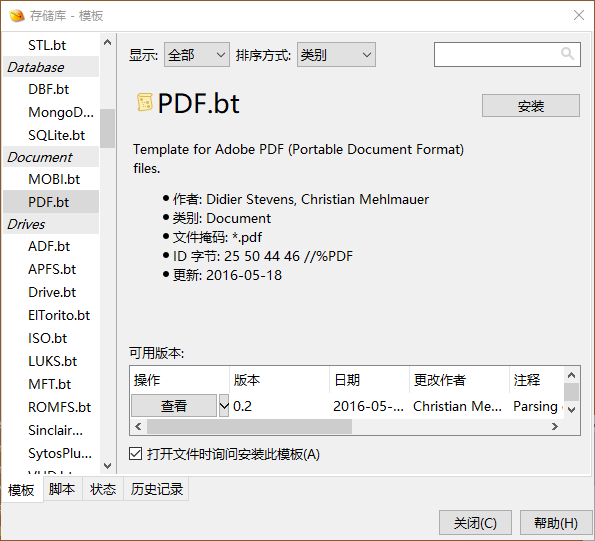 存储库 - 模板
STL.bt
Database
DBF.bt
MongoD...
SQLite.bt
Document
MOBI.bt
PDF.bt
Drives
ADF.bt
APFS.bt
Drive.bt
ElTorito.bt
ISO.bt
LUKS.bt
MFT.bt
ROMFS.bt
Sinclair...
SytosPlu...
显示: 全部 排序方式: 类别
PDF.bt
安装
Template for Adobe PDF (Portable Document Format)
files.
● 作者: Didier Stevens, Christian Mehlmauer
● 类别: Document
● 文件掩码: *.pdf
● ID 字节: 25 50 44 46 //%PDF
● 更新: 2016-05-18
可用版本:
操作 版本 日期 更改作者 注释
查看 0.2 2016-05-... Christian Me... Parsing
打开文件时询问安装此模板(A)
模板 脚本 状态 历史记录
关闭(C) 帮助(H)